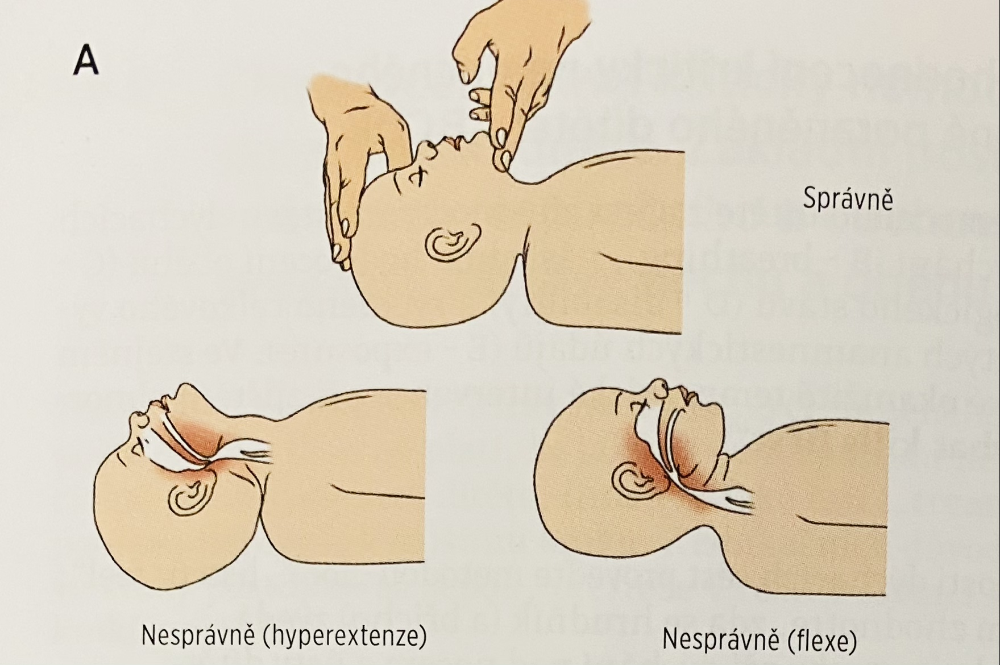 A
Správně
Nesprávně (hyperextenze)
Nesprávně (flexe)